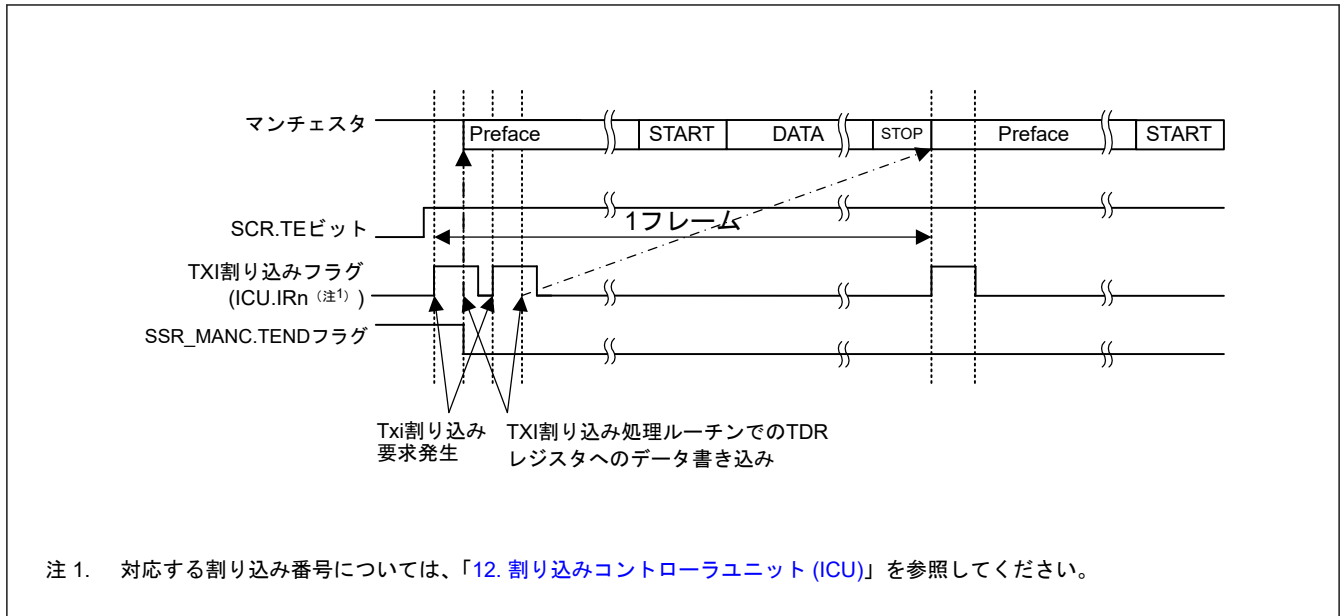 マンチェスタ
Preface START DATA STOP Preface START
SCR.TEビット
1フレーム
TXI割り込みフラグ
(ICU.IRn（注1）)
SSR_MANC.TENDフラグ
Txi割り込み
要求発生
TXI割り込み処理ルーチンでのTDR
レジスタへのデータ書き込み
注 1. 対応する割り込み番号については、「12. 割り込みコントローラユニット (ICU)」を参照してください。